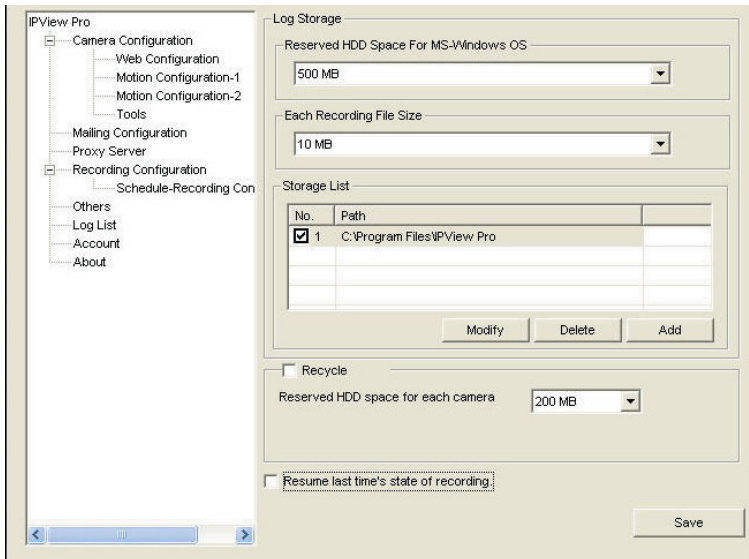 IPView Pro
Camera Configuration
Web Configuration
Motion Configuration-1
Motion Configuration-2
Tools
Mailing Configuration
Proxy Server
Recording Configuration
Schedule-Recording Con
Others
Log List
Account
About
Log Storage
Reserved HDD Space For MS-Windows OS
500 MB
Each Recording File Size
10 MB
Storage List
No. Path
1 C:\Program Files\IPView Pro
Modify Delete Add
Recycle
Reserved HDD space for each camera 200 MB
Resume last time's state of recording.
Save